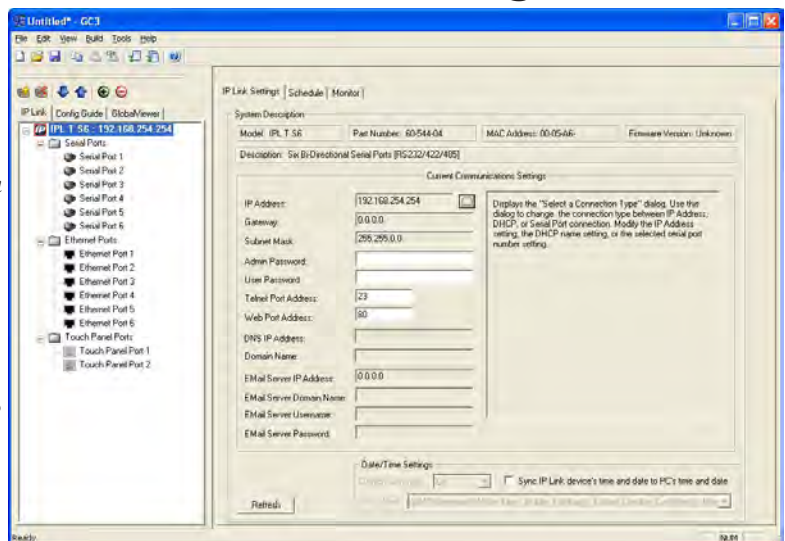 Untitled* - GC3
File Edit View Build Tools Help
IP Link Config Guide GlobalViewer
IPL T S6 : 192.168.254.254
Serial Ports
Serial Port 1
Serial Port 2
Serial Port 3
Serial Port 4
Serial Port 5
Serial Port 6
Ethernet Ports
Ethernet Port 1
Ethernet Port 2
Ethernet Port 3
Ethernet Port 4
Ethernet Port 5
Ethernet Port 6
Touch Panel Ports
Touch Panel Port 1
Touch Panel Port 2
IP Link Settings Schedule Monitor
System Description
Model: IPL T S6 Part Number: 60-544-04 MAC Address: 00-05-A6- Firmware Version: Unknown
Description: Six Bi-Directional Serial Ports [RS232/422/485]
Current Communications Settings
IP Address: 192.168.254.254
Gateway: 0.0.0.0
Subnet Mask: 255.255.0.0
Admin Password:
User Password
Telnet Port Address: 23
Web Port Address: 80
DNS IP Address:
Domain Name:
EMail Server IP Address: 0.0.0.0
EMail Server Domain Name:
EMail Server Username:
EMail Server Password:
Displays the "Select a Connection
Type" dialog. Use the
dialog to change the connection type between IP Address,
DHCP, or Serial Port connection. Modify the IP Address
setting, the DHCP name setting, or the selected serial port
number setting.
Date/Time Settings
Sync IP Link device's time and date to PC's time and date
Refresh
Ready
NUM